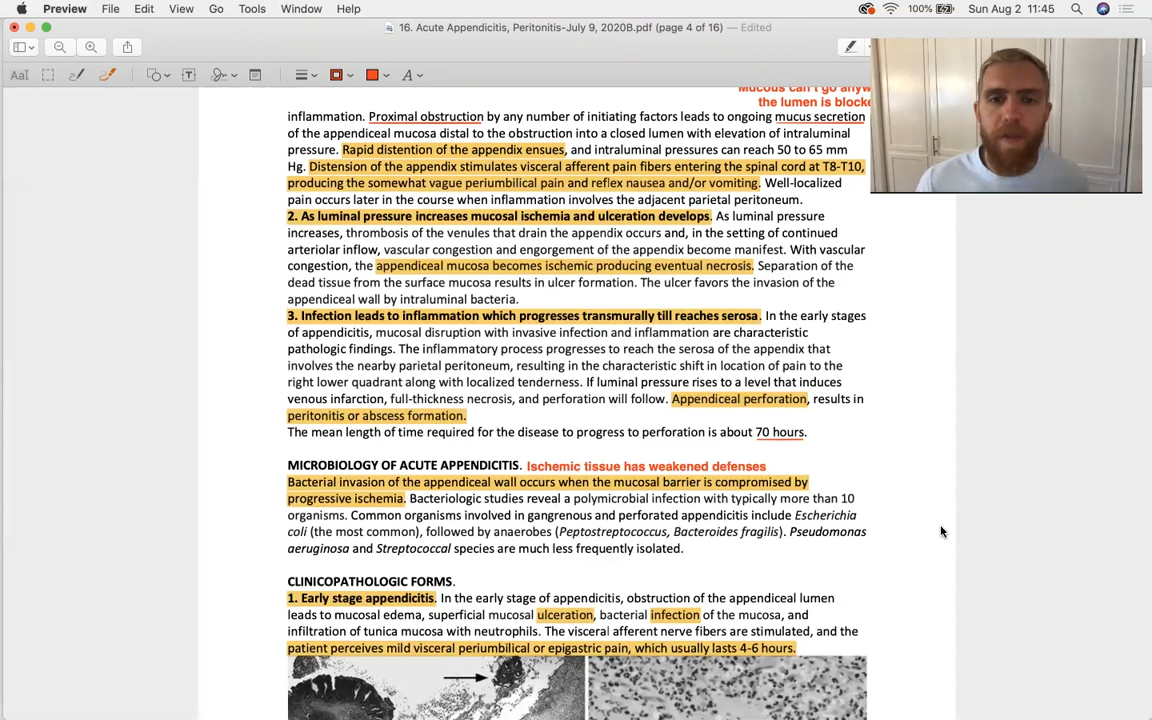 Preview File Edit View Go Tools Window Help 100% Sun Aug 2 11:45
16. Acute Appendicitis, Peritonitis-July 9, 2020B.pdf (page 4 of 16) — Edited
AaI A
Mucous can't go anyw
the lumen is blocke
inflammation. Proximal obstruction by any number of initiating factors leads to ongoing mucus secretion
of the appendiceal mucosa distal to the obstruction into a closed lumen with elevation of intraluminal
pressure. Rapid distention of the appendix ensues, and intraluminal pressures can reach 50 to 65 mm
Hg. Distension of the appendix stimulates visceral afferent pain fibers entering the spinal cord at T8-T10,
producing the somewhat vague periumbilical pain and reflex nausea and/or vomiting. Well-localized
pain occurs later in the course when inflammation involves the adjacent parietal peritoneum.
2. As luminal pressure increases mucosal ischemia and ulceration develops. As luminal pressure
increases, thrombosis of the venules that drain the appendix occurs and, in the setting of continued
arteriolar inflow, vascular congestion and engorgement of the appendix become manifest. With vascular
congestion, the appendiceal mucosa becomes ischemic producing eventual necrosis. Separation of the
dead tissue from the surface mucosa results in ulcer formation. The ulcer favors the invasion of the
appendiceal wall by intraluminal bacteria.
3. Infection leads to inflammation which progresses transmurally till reaches serosa. In the early stages
of appendicitis, mucosal disruption with invasive infection and inflammation are characteristic
pathologic findings. The inflammatory process progresses to reach the serosa of the appendix that
involves the nearby parietal peritoneum, resulting in the characteristic shift in location of pain to the
right lower quadrant along with localized tenderness. If luminal pressure rises to a level that induces
venous infarction, full-thickness necrosis, and perforation will follow. Appendiceal perforation, results in
peritonitis or abscess formation.
The mean length of time required for the disease to progress to perforation is about 70 hours.
MICROBIOLOGY OF ACUTE APPENDICITIS. Ischemic tissue has weakened defenses
Bacterial invasion of the appendiceal wall occurs when the mucosal barrier is compromised by
progressive ischemia. Bacteriologic studies reveal a polymicrobial infection with typically more than 10
organisms. Common organisms involved in gangrenous and perforated appendicitis include Escherichia
coli (the most common), followed by anaerobes (Peptostreptococcus, Bacteroides fragilis). Pseudomonas
aeruginosa and Streptococcal species are much less frequently isolated.
CLINICOPATHOLOGIC FORMS.
1. Early stage appendicitis. In the early stage of appendicitis, obstruction of the appendiceal lumen
leads to mucosal edema, superficial mucosal ulceration, bacterial infection of the mucosa, and
infiltration of tunica mucosa with neutrophils. The visceral afferent nerve fibers are stimulated, and the
patient perceives mild visceral periumbilical or epigastric pain, which usually lasts 4-6 hours.